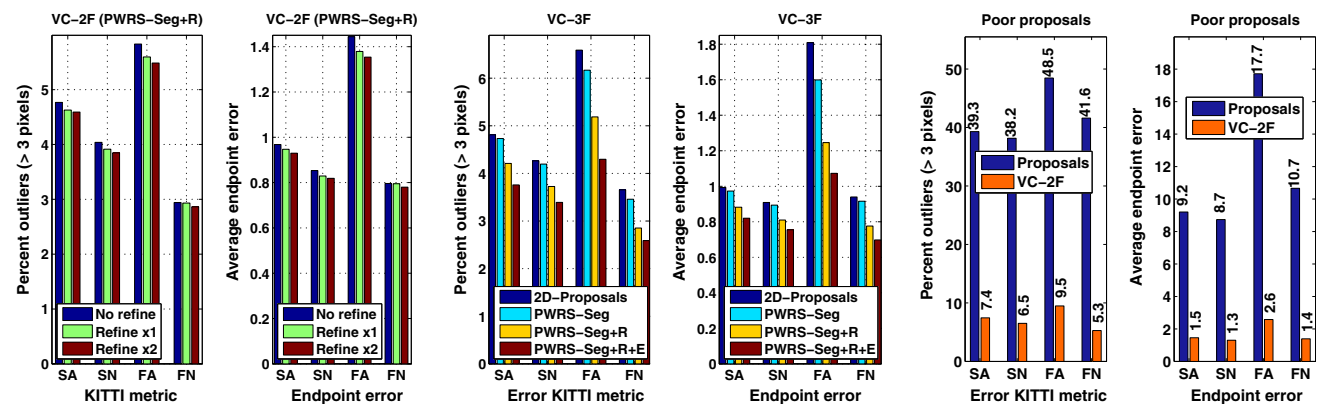 VC-2F (PWRS-Seg+R)
Percent outliers (> 3 pixels)
5
4
3
2
1
0
No refine
Refine x1
Refine x2
SA SN FA FN
KITTI metric
VC-2F (PWRS-Seg+R)
Average endpoint error
1.4
1.2
1
0.8
0.6
0.4
0.2
0
No refine
Refine x1
Refine x2
SA SN FA FN
Endpoint error
VC-3F
Percent outliers (> 3 pixels)
6
5
4
3
2
1
0
2D-Proposals
PWRS-Seg
PWRS-Seg+R
PWRS-Seg+R+E
SA SN FA FN
Error KITTI metric
VC-3F
Average endpoint error
1.8
1.6
1.4
1.2
1
0.8
0.6
0.4
0.2
0
2D-Proposals
PWRS-Seg
PWRS-Seg+R
PWRS-Seg+R+E
SA SN FA FN
Endpoint error
Poor proposals
Percent outliers (> 3 pixels)
50
40
30
20
10
0
39.3
38.2
48.5
41.6
Proposals
VC-2F
7.4
6.5
9.5
5.3
SA SN FA FN
Error KITTI metric
Poor proposals
Average endpoint error
18
16
14
12
10
8
6
4
2
0
17.7
Proposals
VC-2F
9.2
8.7
10.7
1.5
1.3
2.6
1.4
SA SN FA FN
Endpoint error